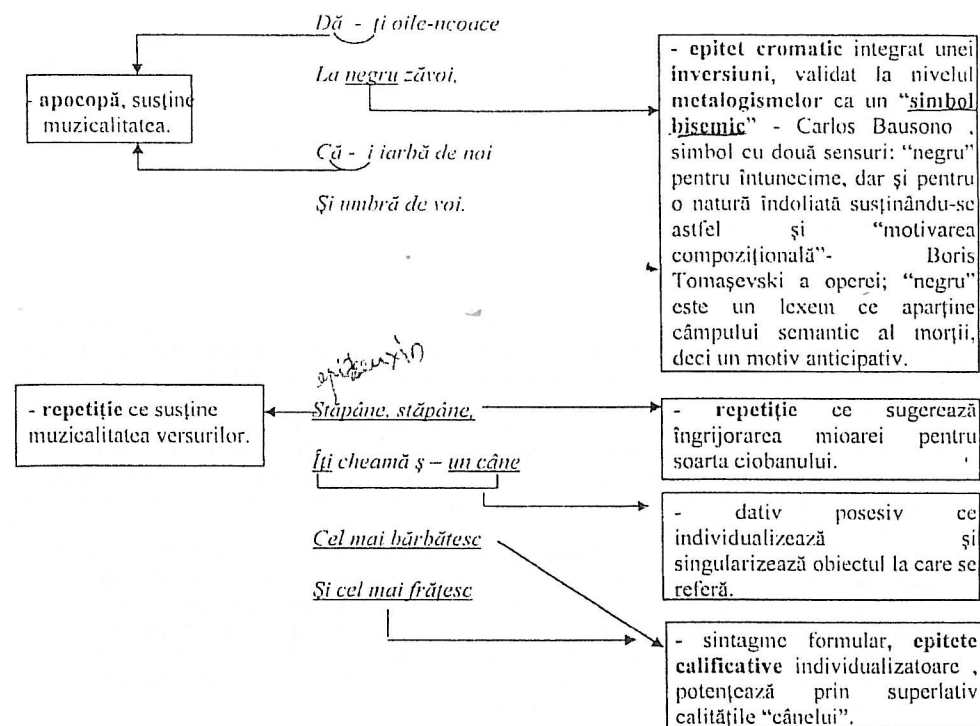 Dă - ți oile-ncoace
La negru zăvoi,
Că - i iarbă de noi
Și umbră de voi.
- apocopă, susține
muzicalitatea.
- epitet cromatic integrat unei
inversiuni, validat la nivelul
metalogismelor ca un “simbol
bisemic” - Carlos Bausono ,
simbol cu două sensuri: “negru”
pentru întunecime, dar și pentru
o natură îndoliată susținându-se
astfel și “motivarea
compozițională”- Boris
Tomașevski a operei; “negru”
este un lexem ce aparține
câmpului semantic al morții,
deci un motiv anticipativ.
Stăpâne, stăpâne,
Îți cheamă ș – un câne
Cel mai bărbătesc
Și cel mai frățesc
- repetiție ce susține
muzicalitatea versurilor.
- repetiție ce sugerează
îngrijorarea mioarei pentru
soarta ciobanului.
- dativ posesiv ce
individualizează și
singularizează obiectul la care se
referă.
- sintagme formular, epitete
calificative individualizatoare ,
potențează prin superlativ
calitățile “cânelui”.